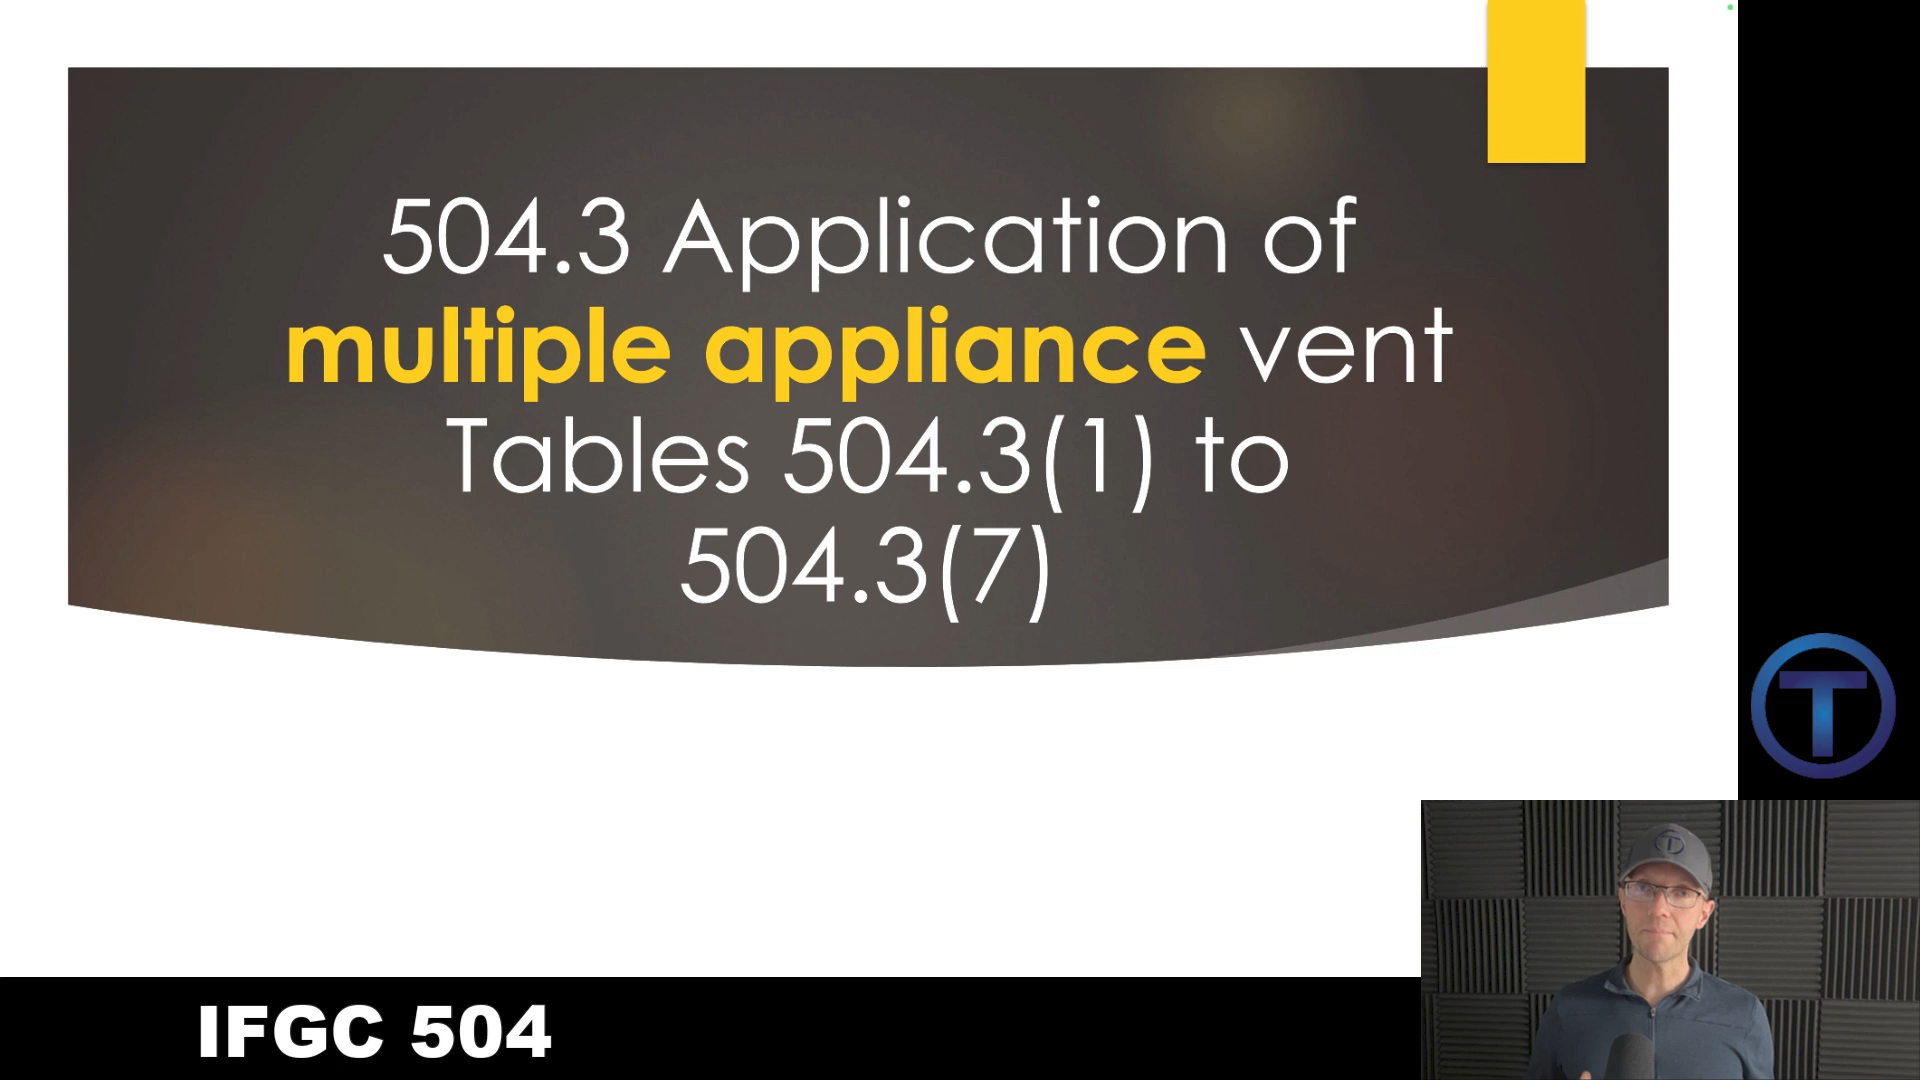 504.3 Application of
multiple appliance vent
Tables 504.3(1) to
504.3(7)
T
T
IFGC 504